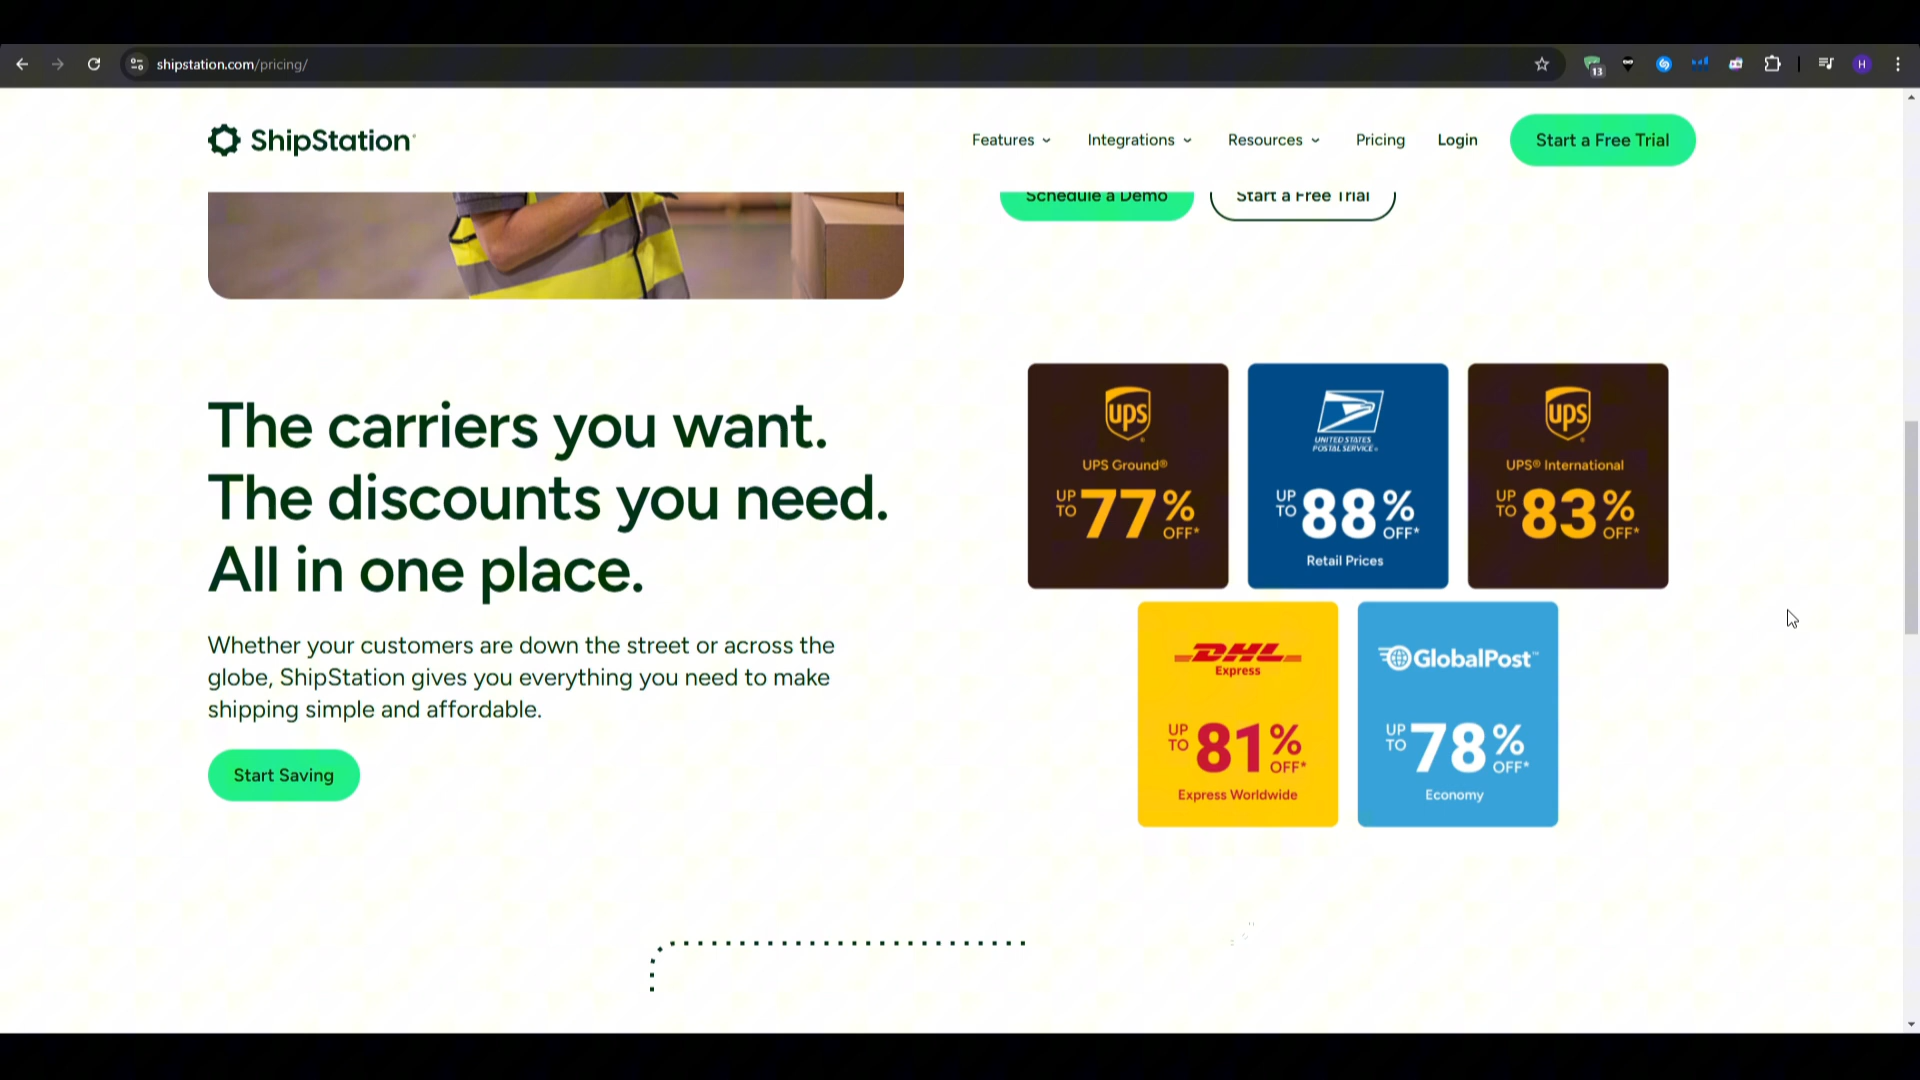 shipstation.com/pricing/
13
H
ShipStation
Features
Integrations
Resources
Pricing
Login
Start a Free Trial
Schedule a Demo
Start a Free Trial
The carriers you want.
The discounts you need.
All in one place.
Whether your customers are down the street or across the
globe, ShipStation gives you everything you need to make
shipping simple and affordable.
Start Saving
ups
UPS Ground®
UP TO 77% OFF*
UNITED STATES
POSTAL SERVICE®
UP TO 88% OFF*
Retail Prices
ups
UPS® International
UP TO 83% OFF*
DHL
Express
UP TO 81% OFF*
Express Worldwide
GlobalPost™
UP TO 78% OFF*
Economy